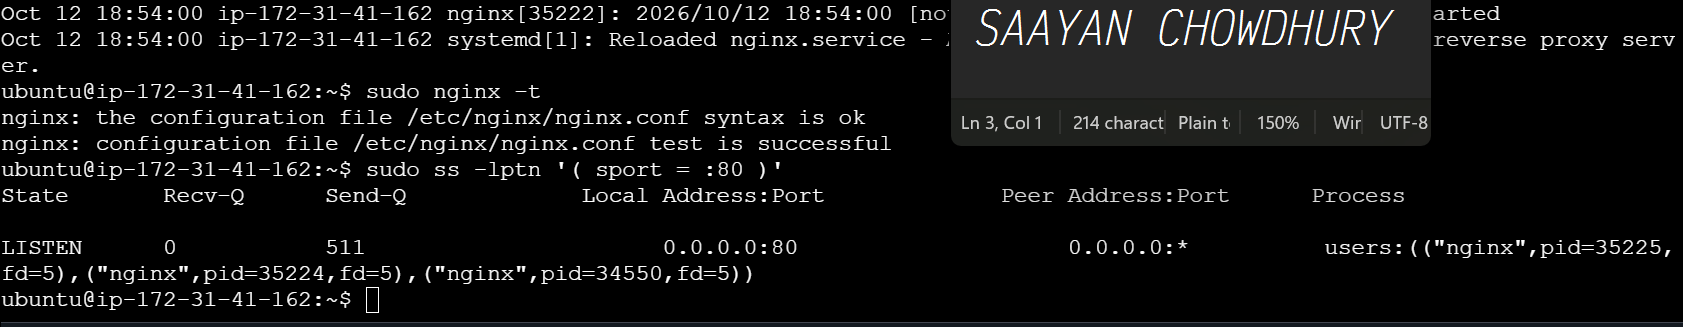 Oct 12 18:54:00 ip-172-31-41-162 nginx[35222]: 2026/10/12 18:54:00 [no arted
Oct 12 18:54:00 ip-172-31-41-162 systemd[1]: Reloaded nginx.service - reverse proxy serv
er.
SAAYAN CHOWDHURY
Ln 3, Col 1 214 charact Plain t 150% Wir UTF-8
ubuntu@ip-172-31-41-162:~$ sudo nginx -t
nginx: the configuration file /etc/nginx/nginx.conf syntax is ok
nginx: configuration file /etc/nginx/nginx.conf test is successful
ubuntu@ip-172-31-41-162:~$ sudo ss -lptn '( sport = :80 )'
State Recv-Q Send-Q Local Address:Port Peer Address:Port Process
LISTEN 0 511 0.0.0.0:80 0.0.0.0:* users:(("nginx",pid=35225,
fd=5),("nginx",pid=34224,fd=5),("nginx",pid=34550,fd=5))
ubuntu@ip-172-31-41-162:~$